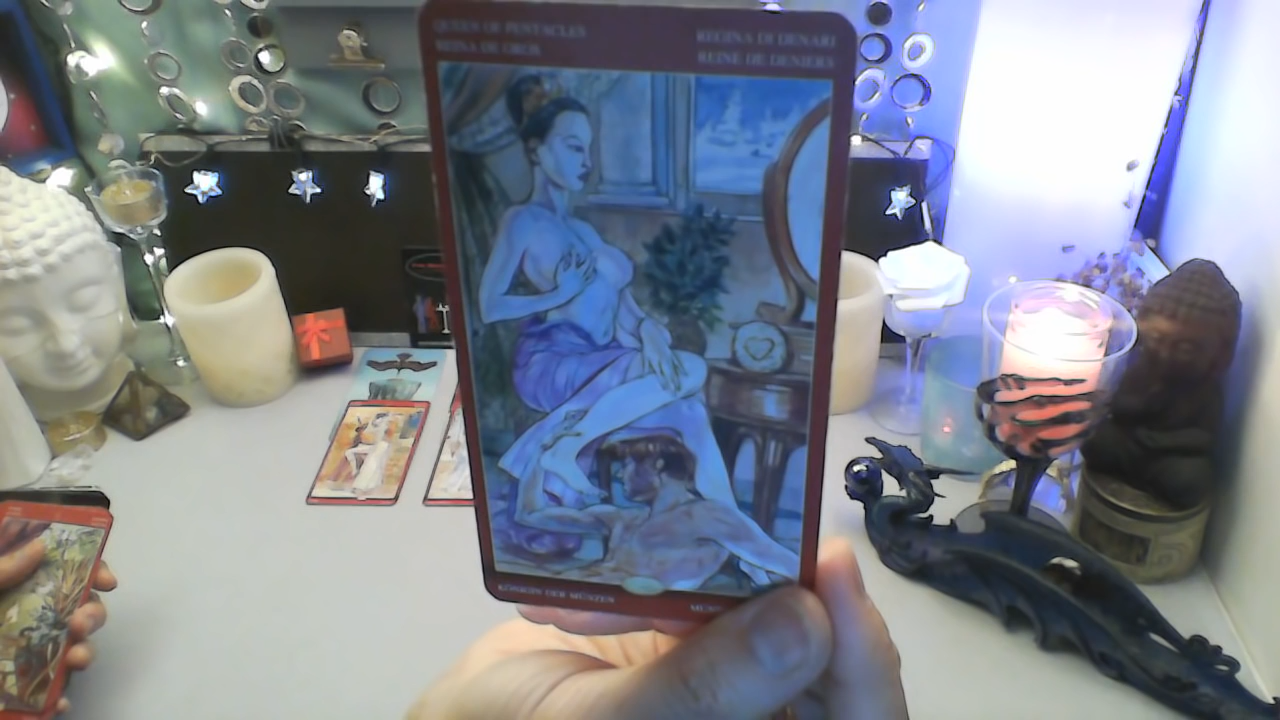 QUEEN OF PENTACLES
REINA DE OROS
REGINA DI DENARI
REINE DE DENIERS
KÖNIGIN DER MÜNZEN